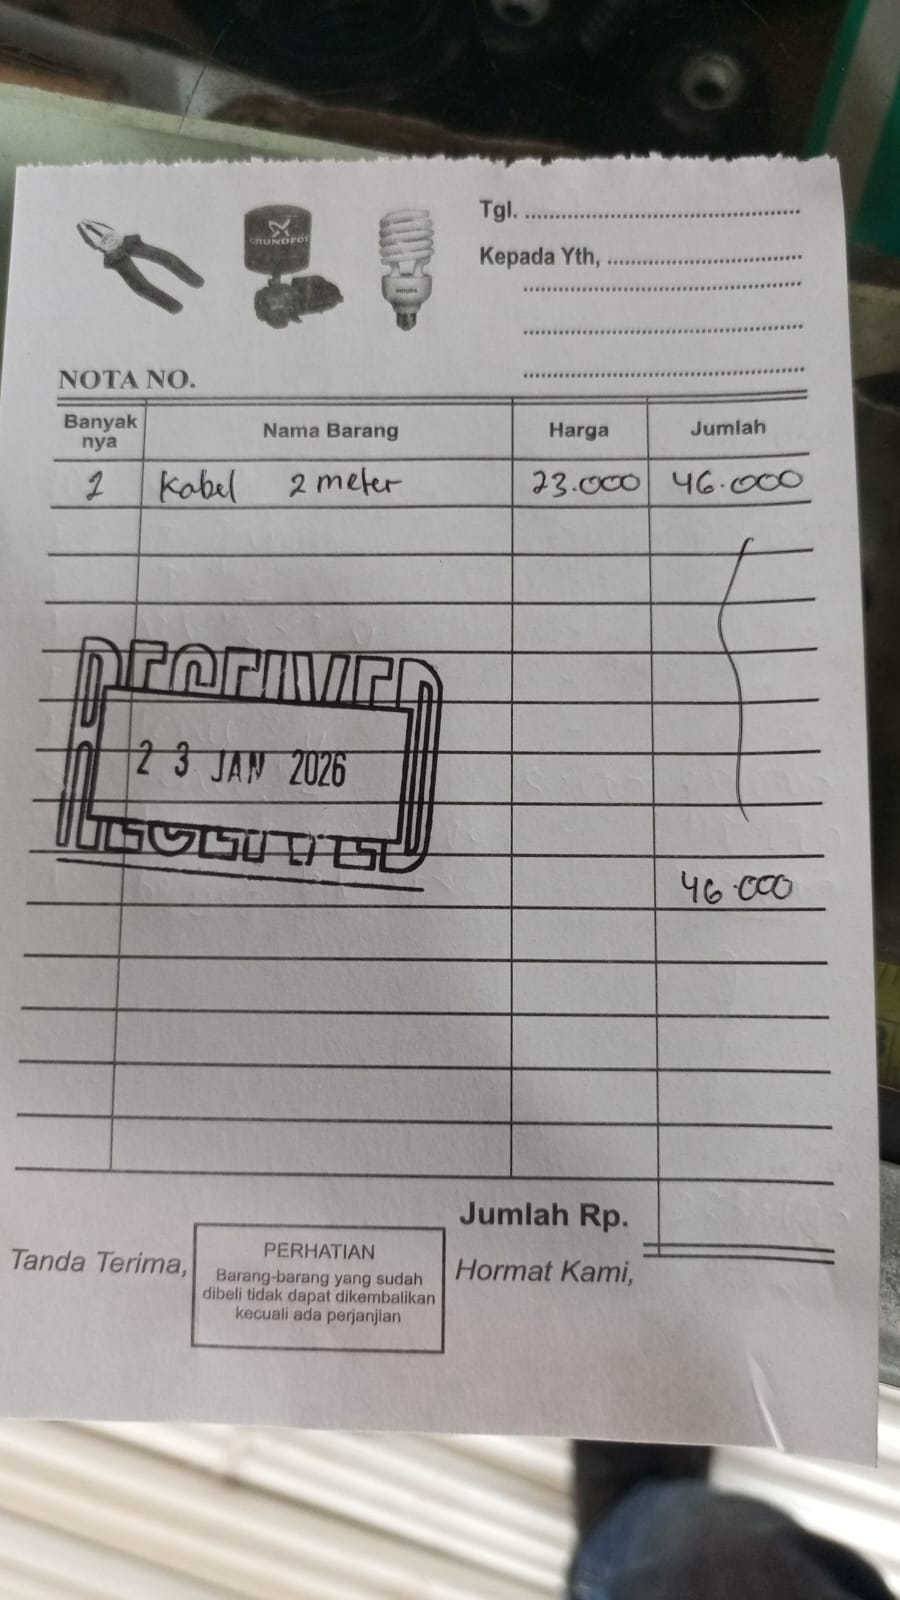 GRUNDFOS
PHILIPS
Tgl. ..........
Kepada Yth, ..........
NOTA NO.
Banyak nya Nama Barang Harga Jumlah
2 Kabel 2 meter 23.000 46.000
RECEIVED
23 JAN 2026
46.000
Jumlah Rp.
Tanda Terima,
PERHATIAN
Barang-barang yang sudah
dibeli tidak dapat dikembalikan
kecuali ada perjanjian
Hormat Kami,